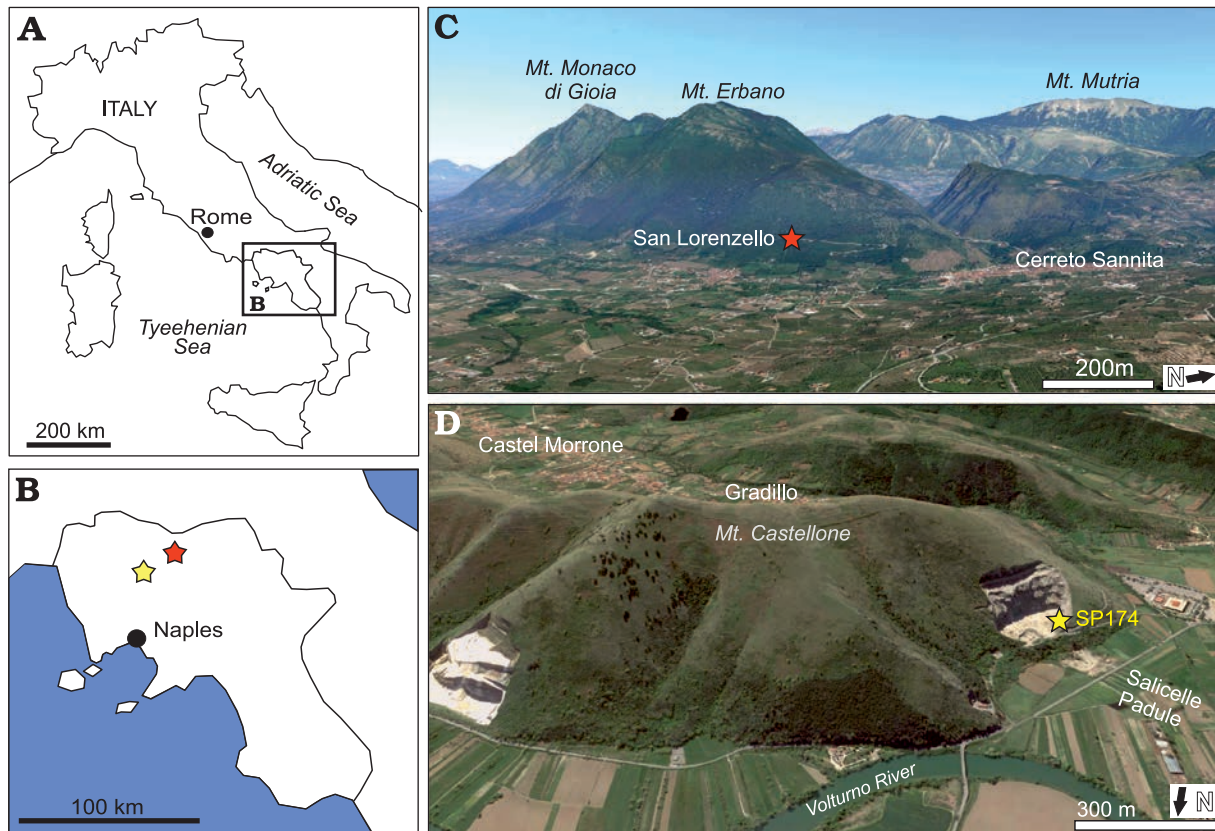 A
ITALY
Adriatic Sea
Rome
B
Tyeehenian
Sea
200 km
B
Naples
100 km
C
Mt. Monaco
di Gioia
Mt. Erbano
Mt. Mutria
San Lorenzello
Cerreto Sannita
200m
N
D
Castel Morrone
Gradillo
Mt. Castellone
SP174
Salicelle
Padule
Volturno River
300 m
N